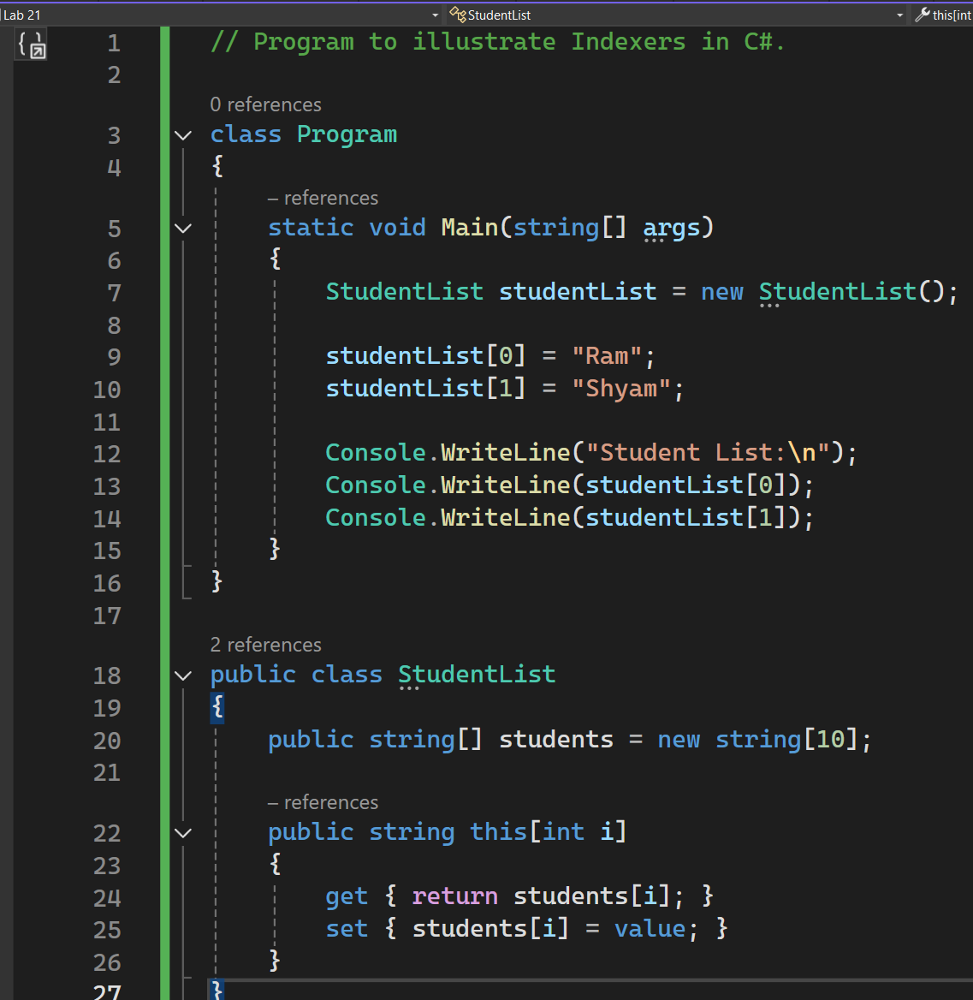 Lab 21 StudentList this[int
1 // Program to illustrate Indexers in C#.
2
0 references
3 class Program
4 {
– references
5 static void Main(string[] args)
6 {
7 StudentList studentList = new StudentList();
8
9 studentList[0] = "Ram";
10 studentList[1] = "Shyam";
11
12 Console.WriteLine("Student List:\n");
13 Console.WriteLine(studentList[0]);
14 Console.WriteLine(studentList[1]);
15 }
16 }
17
2 references
18 public class StudentList
19 {
20 public string[] students = new string[10];
21
– references
22 public string this[int i]
23 {
24 get { return students[i]; }
25 set { students[i] = value; }
26 }
27 }